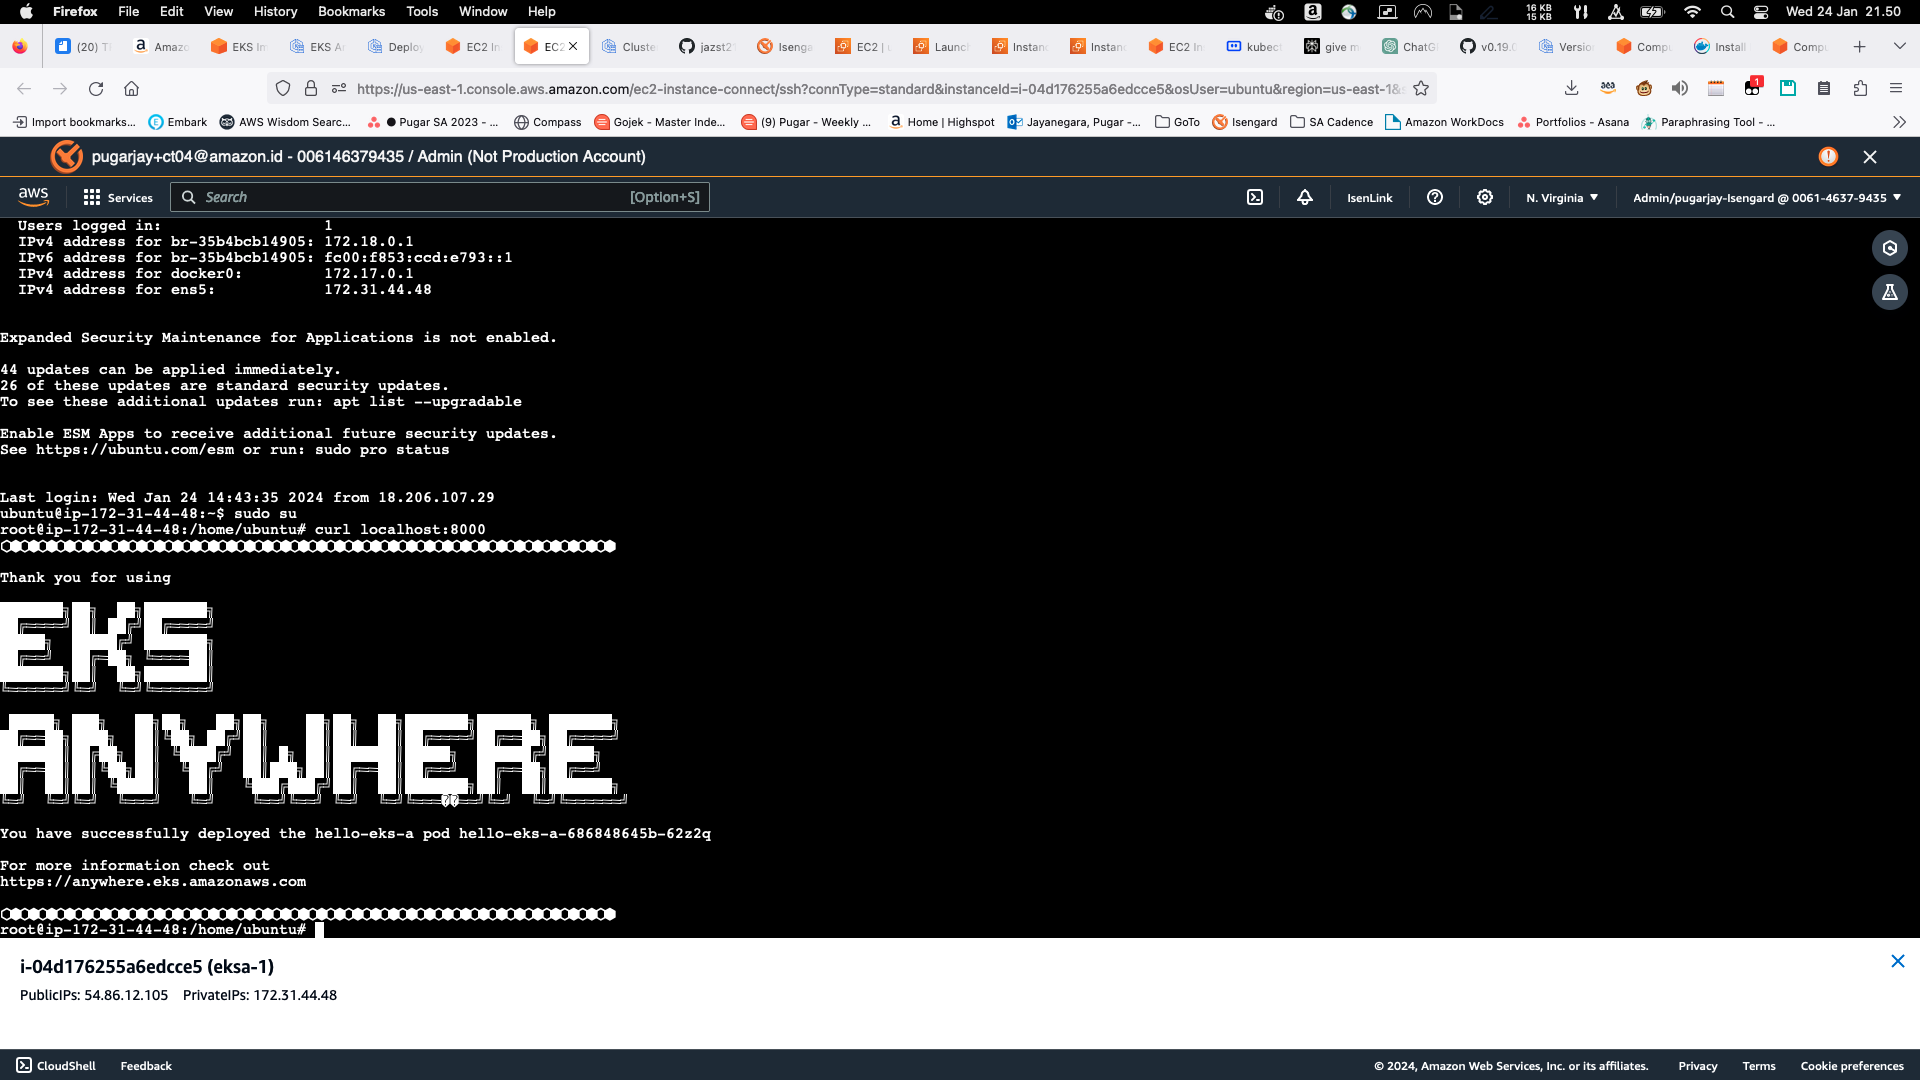 Firefox File Edit View History Bookmarks Tools Window Help 16 KB 15 KB Wed 24 Jan 21.50
(20) T Amazo EKS In EKS A Deploy EC2 In EC2 Cluste jazst2 Isenga EC2 | Launc Instan Instan EC2 In kubec give m ChatG v0.19.0 Versio Compu Install Compu
https://us-east-1.console.aws.amazon.com/ec2-instance-connect/ssh?connType=standard&instanceId=i-04d176255a6edcce5&osUser=ubuntu&region=us-east-1& 1
Import bookmarks... Embark AWS Wisdom Searc... ● Pugar SA 2023 - ... Compass Gojek - Master Inde... (9) Pugar - Weekly ... Home | Highspot Jayanegara, Pugar -... GoTo Isengard SA Cadence Amazon WorkDocs Portfolios - Asana Paraphrasing Tool - ...
pugarjay+ct04@amazon.id - 006146379435 / Admin (Not Production Account)
aws Services Search [Option+S] IsenLink N. Virginia Admin/pugarjay-Isengard @ 0061-4637-9435
Users logged in: 1
IPv4 address for br-35b4bcb14905: 172.18.0.1
IPv6 address for br-35b4bcb14905: fc00:f853:ccd:e793::1
IPv4 address for docker0: 172.17.0.1
IPv4 address for ens5: 172.31.44.48
Expanded Security Maintenance for Applications is not enabled.
44 updates can be applied immediately.
26 of these updates are standard security updates.
To see these additional updates run: apt list --upgradable
Enable ESM Apps to receive additional future security updates.
See https://ubuntu.com/esm or run: sudo pro status
Last login: Wed Jan 24 14:43:35 2024 from 18.206.107.29
ubuntu@ip-172-31-44-48:~$ sudo su
root@ip-172-31-44-48:/home/ubuntu# curl localhost:8000
Thank you for using
EKS
ANYWHERE
You have successfully deployed the hello-eks-a pod hello-eks-a-686848645b-62z2q
For more information check out
https://anywhere.eks.amazonaws.com
root@ip-172-31-44-48:/home/ubuntu#
i-04d176255a6edcce5 (eksa-1)
PublicIPs: 54.86.12.105 PrivateIPs: 172.31.44.48
CloudShell Feedback © 2024, Amazon Web Services, Inc. or its affiliates. Privacy Terms Cookie preferences